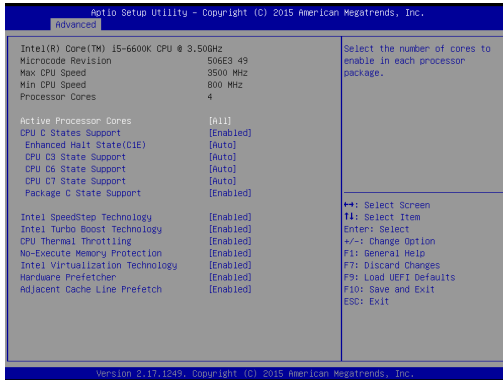 Aptio Setup Utility – Copyright (C) 2015 American Megatrends, Inc.
Advanced
Intel(R) Core(TM) i5-6600K CPU @ 3.50GHz
Microcode Revision 506E3 49
Max CPU Speed 3500 MHz
Min CPU Speed 800 MHz
Processor Cores 4
Active Processor Cores [All]
CPU C States Support [Enabled]
Enhanced Halt State(C1E) [Auto]
CPU C3 State Support [Auto]
CPU C6 State Support [Auto]
CPU C7 State Support [Auto]
Package C State Support [Enabled]
Intel SpeedStep Technology [Enabled]
Intel Turbo Boost Technology [Enabled]
CPU Thermal Throttling [Enabled]
No-Execute Memory Protection [Enabled]
Intel Virtualization Technology [Enabled]
Hardware Prefetcher [Enabled]
Adjacent Cache Line Prefetch [Enabled]
Select the number of cores to
enable in each processor
package.
↔: Select Screen
↑↓: Select Item
Enter: Select
+/-: Change Option
F1: General Help
F7: Discard Changes
F9: Load UEFI Defaults
F10: Save and Exit
ESC: Exit
Version 2.17.1249. Copyright (C) 2015 American Megatrends, Inc.